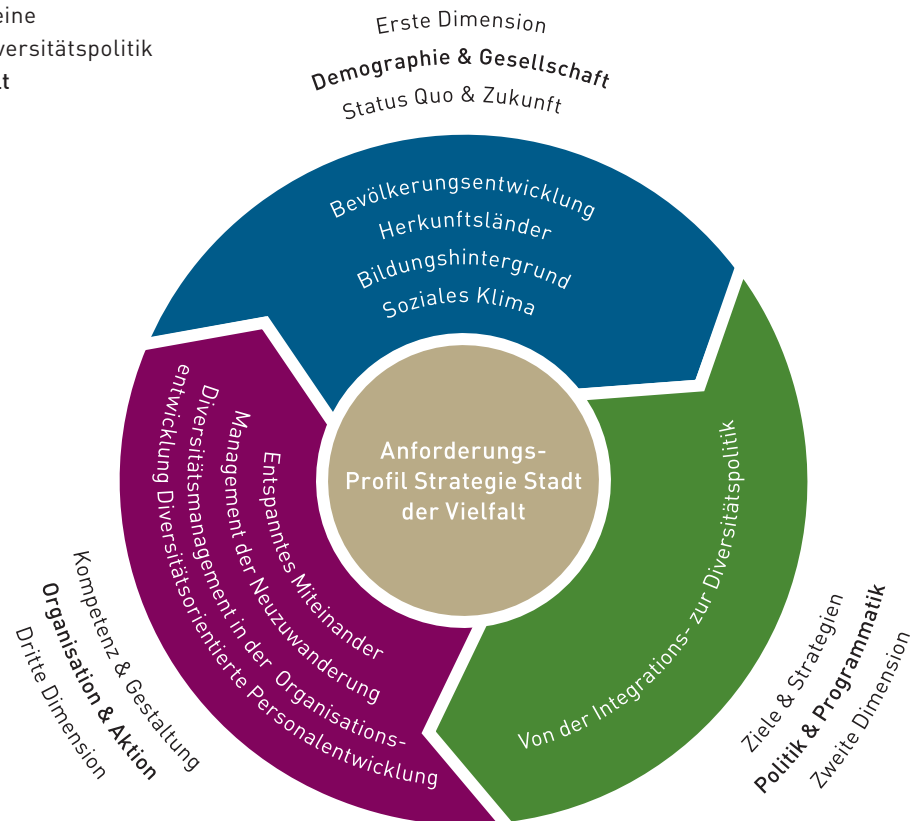 eine
versitätspolitik
lt
Erste Dimension
Demographie & Gesellschaft
Status Quo & Zukunft
Bevölkerungsentwicklung
Herkunftsländer
Bildungshintergrund
Soziales Klima
Anforderungs-
Profil Strategie Stadt
der Vielfalt
Von der Integrations- zur Diversitätspolitik
Ziele & Strategien
Politik & Programmatik
Zweite Dimension
Entspanntes Miteinander
Management der Neuzuwanderung
Diversitätsmanagement in der Organisations-
entwicklung Diversitätsorientierte Personalentwicklung
Kompetenz & Gestaltung
Organisation & Aktion
Dritte Dimension